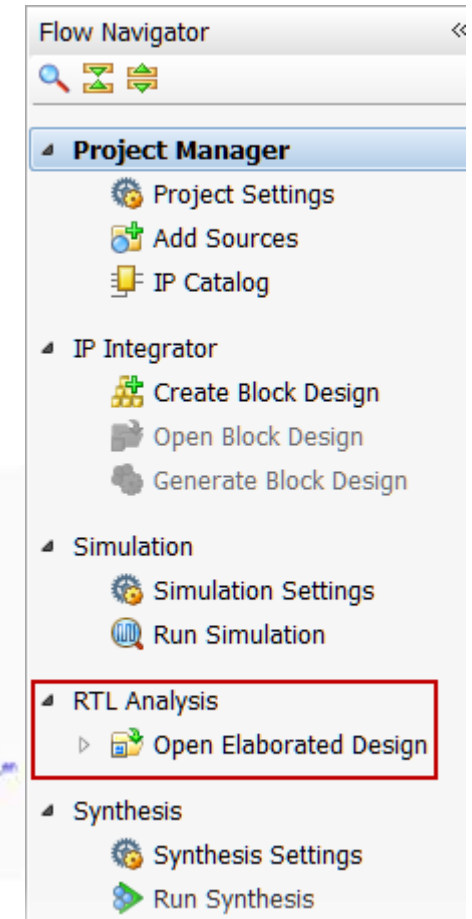 Flow Navigator
Project Manager
Project Settings
Add Sources
IP Catalog
IP Integrator
Create Block Design
Open Block Design
Generate Block Design
Simulation
Simulation Settings
Run Simulation
RTL Analysis
Open Elaborated Design
Synthesis
Synthesis Settings
Run Synthesis